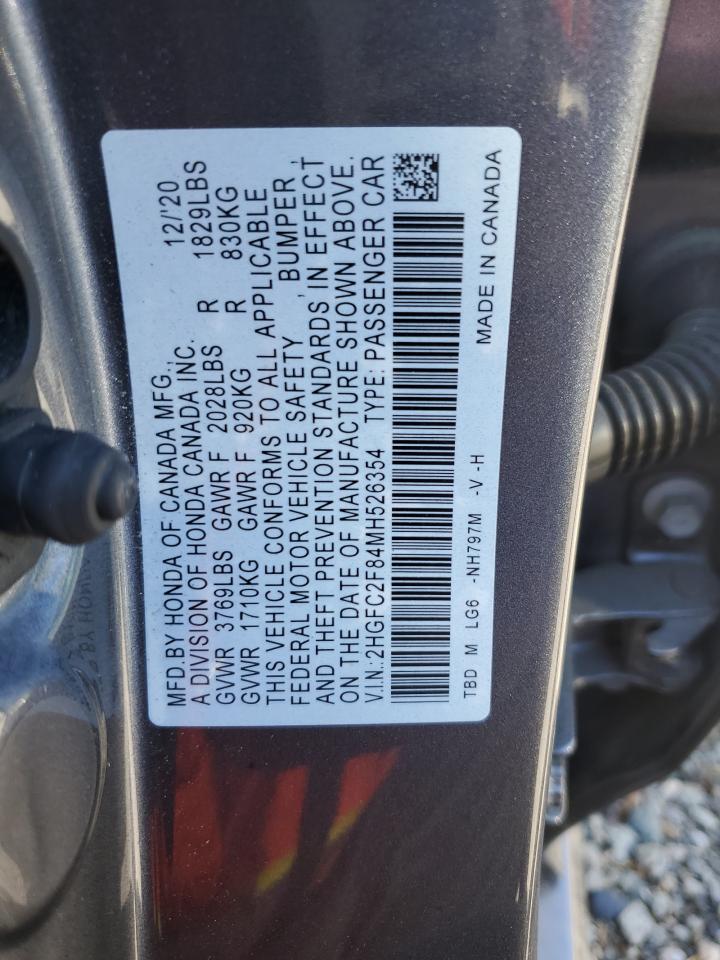 MFD.BY HONDA OF CANADA MFG., 12/'20
A DIVISION OF HONDA CANADA INC.
GVWR 3769LBS GAWR F 2028LBS R 1829LBS
GVWR 1710KG GAWR F 920KG R 830KG
THIS VEHICLE CONFORMS TO ALL APPLICABLE
FEDERAL MOTOR VEHICLE SAFETY , BUMPER ,
AND THEFT PREVENTION STANDARDS IN EFFECT
ON THE DATE OF MANUFACTURE SHOWN ABOVE.
V.I.N.:2HGFC2F84MH526354 TYPE:PASSENGER CAR
TBD M LG6 -NH797M -V -H
MADE IN CANADA